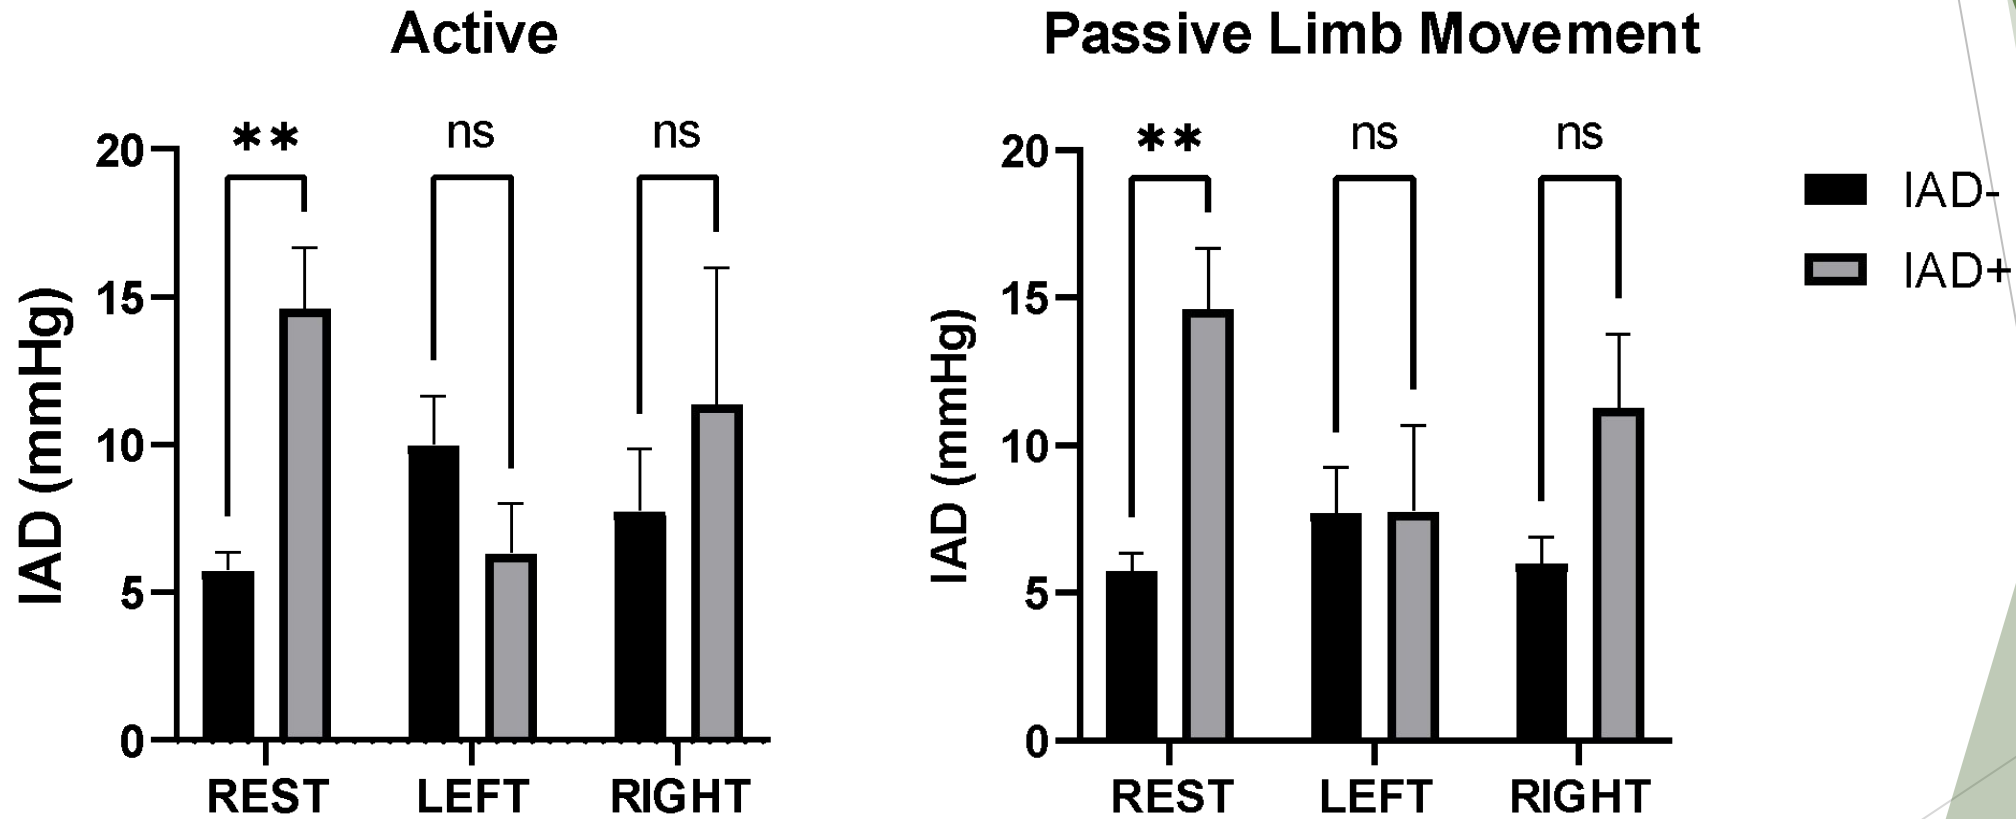 Active
** ns ns
IAD (mmHg)
20
15
10
5
0
REST LEFT RIGHT
Passive Limb Movement
** ns ns
IAD (mmHg)
20
15
10
5
0
REST LEFT RIGHT
IAD-
IAD+